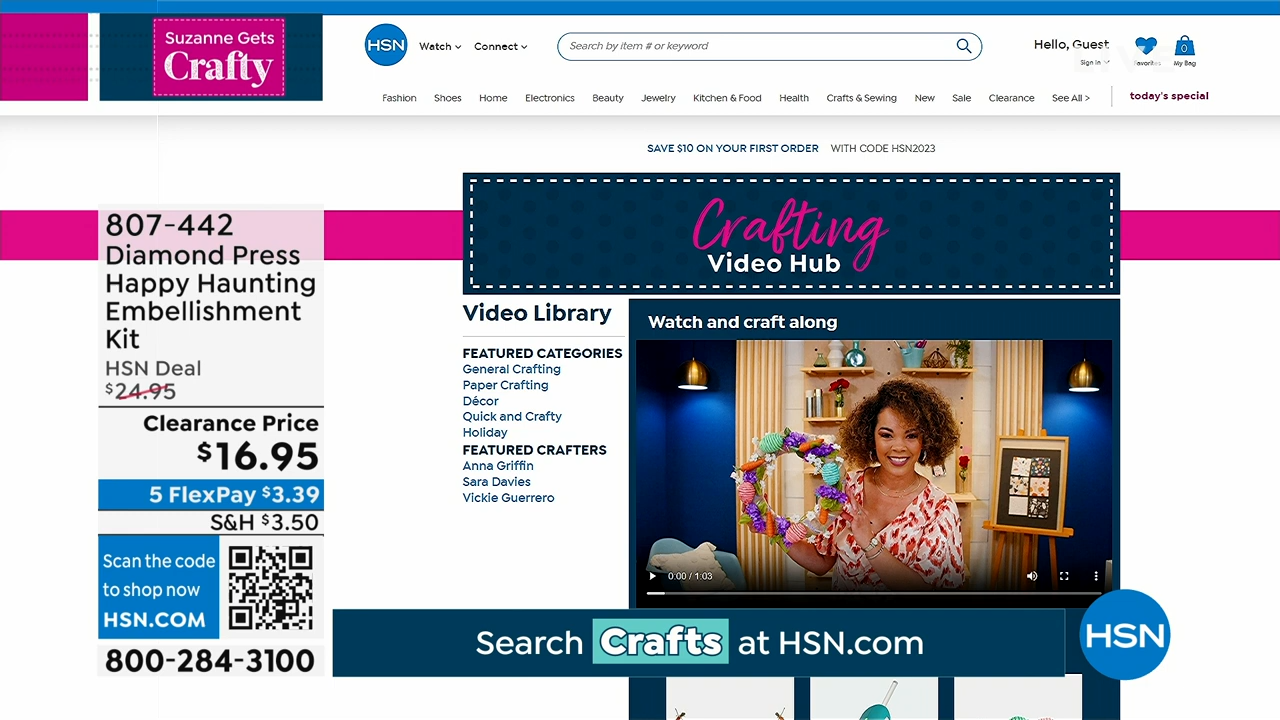 Suzanne Gets
Crafty
HSN
Watch
Connect
Search by item # or keyword
Hello, Guest
Sign In
Favorites
0
My Bag
Fashion
Shoes
Home
Electronics
Beauty
Jewelry
Kitchen & Food
Health
Crafts & Sewing
New
Sale
Clearance
See All >
today's special
SAVE $10 ON YOUR FIRST ORDER WITH CODE HSN2023
807-442
Diamond Press
Happy Haunting
Embellishment
Kit
HSN Deal
$24.95
Clearance Price
$16.95
5 FlexPay $3.39
S&H $3.50
Scan the code
to shop now
HSN.COM
800-284-3100
Crafting
Video Hub
Video Library
FEATURED CATEGORIES
General Crafting
Paper Crafting
Décor
Quick and Crafty
Holiday
FEATURED CRAFTERS
Anna Griffin
Sara Davies
Vickie Guerrero
Watch and craft along
0:00 / 1:03
Search Crafts at HSN.com
HSN